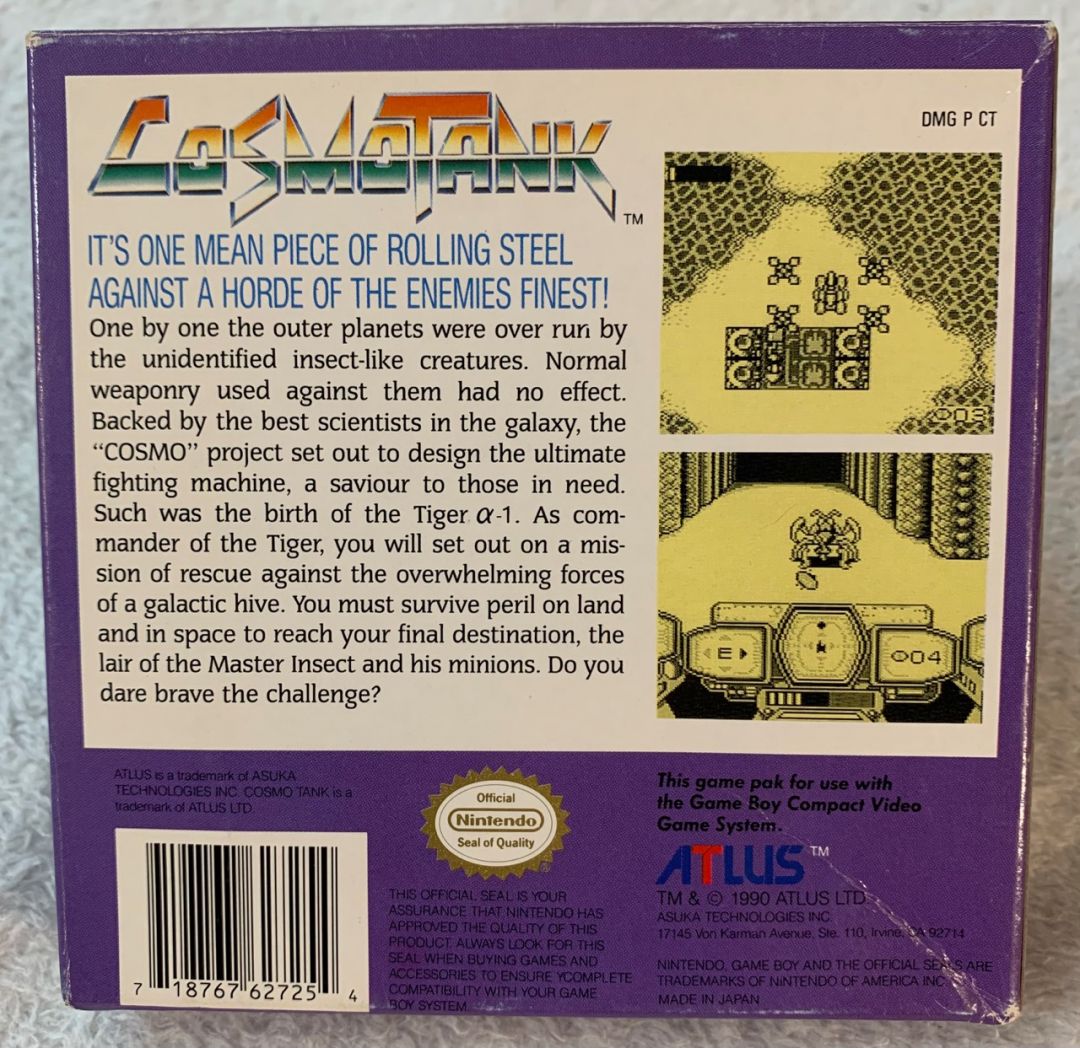 COSMOTANK TM
DMG P CT
IT'S ONE MEAN PIECE OF ROLLING STEEL
AGAINST A HORDE OF THE ENEMIES FINEST!
One by one the outer planets were over run by
the unidentified insect-like creatures. Normal
weaponry used against them had no effect.
Backed by the best scientists in the galaxy, the
“COSMO” project set out to design the ultimate
fighting machine, a saviour to those in need.
Such was the birth of the Tiger α-1. As com-
mander of the Tiger, you will set out on a mis-
sion of rescue against the overwhelming forces
of a galactic hive. You must survive peril on land
and in space to reach your final destination, the
lair of the Master Insect and his minions. Do you
dare brave the challenge?
03
E
04
ATLUS is a trademark of ASUKA
TECHNOLOGIES INC. COSMO TANK is a
trademark of ATLUS LTD.
7 18767 62725 4
Official
Nintendo
Seal of Quality
THIS OFFICIAL SEAL IS YOUR
ASSURANCE THAT NINTENDO HAS
APPROVED THE QUALITY OF THIS
PRODUCT. ALWAYS LOOK FOR THIS
SEAL WHEN BUYING GAMES AND
ACCESSORIES TO ENSURE YCOMPLETE
COMPATIBILITY WITH YOUR GAME
BOY SYSTEM.
This game pak for use with
the Game Boy Compact Video
Game System.
ATLUS TM
TM & © 1990 ATLUS LTD.
ASUKA TECHNOLOGIES INC.
17145 Von Karman Avenue, Ste. 110, Irvine, CA 92714
NINTENDO, GAME BOY AND THE OFFICIAL SEALS ARE
TRADEMARKS OF NINTENDO OF AMERICA INC.
MADE IN JAPAN